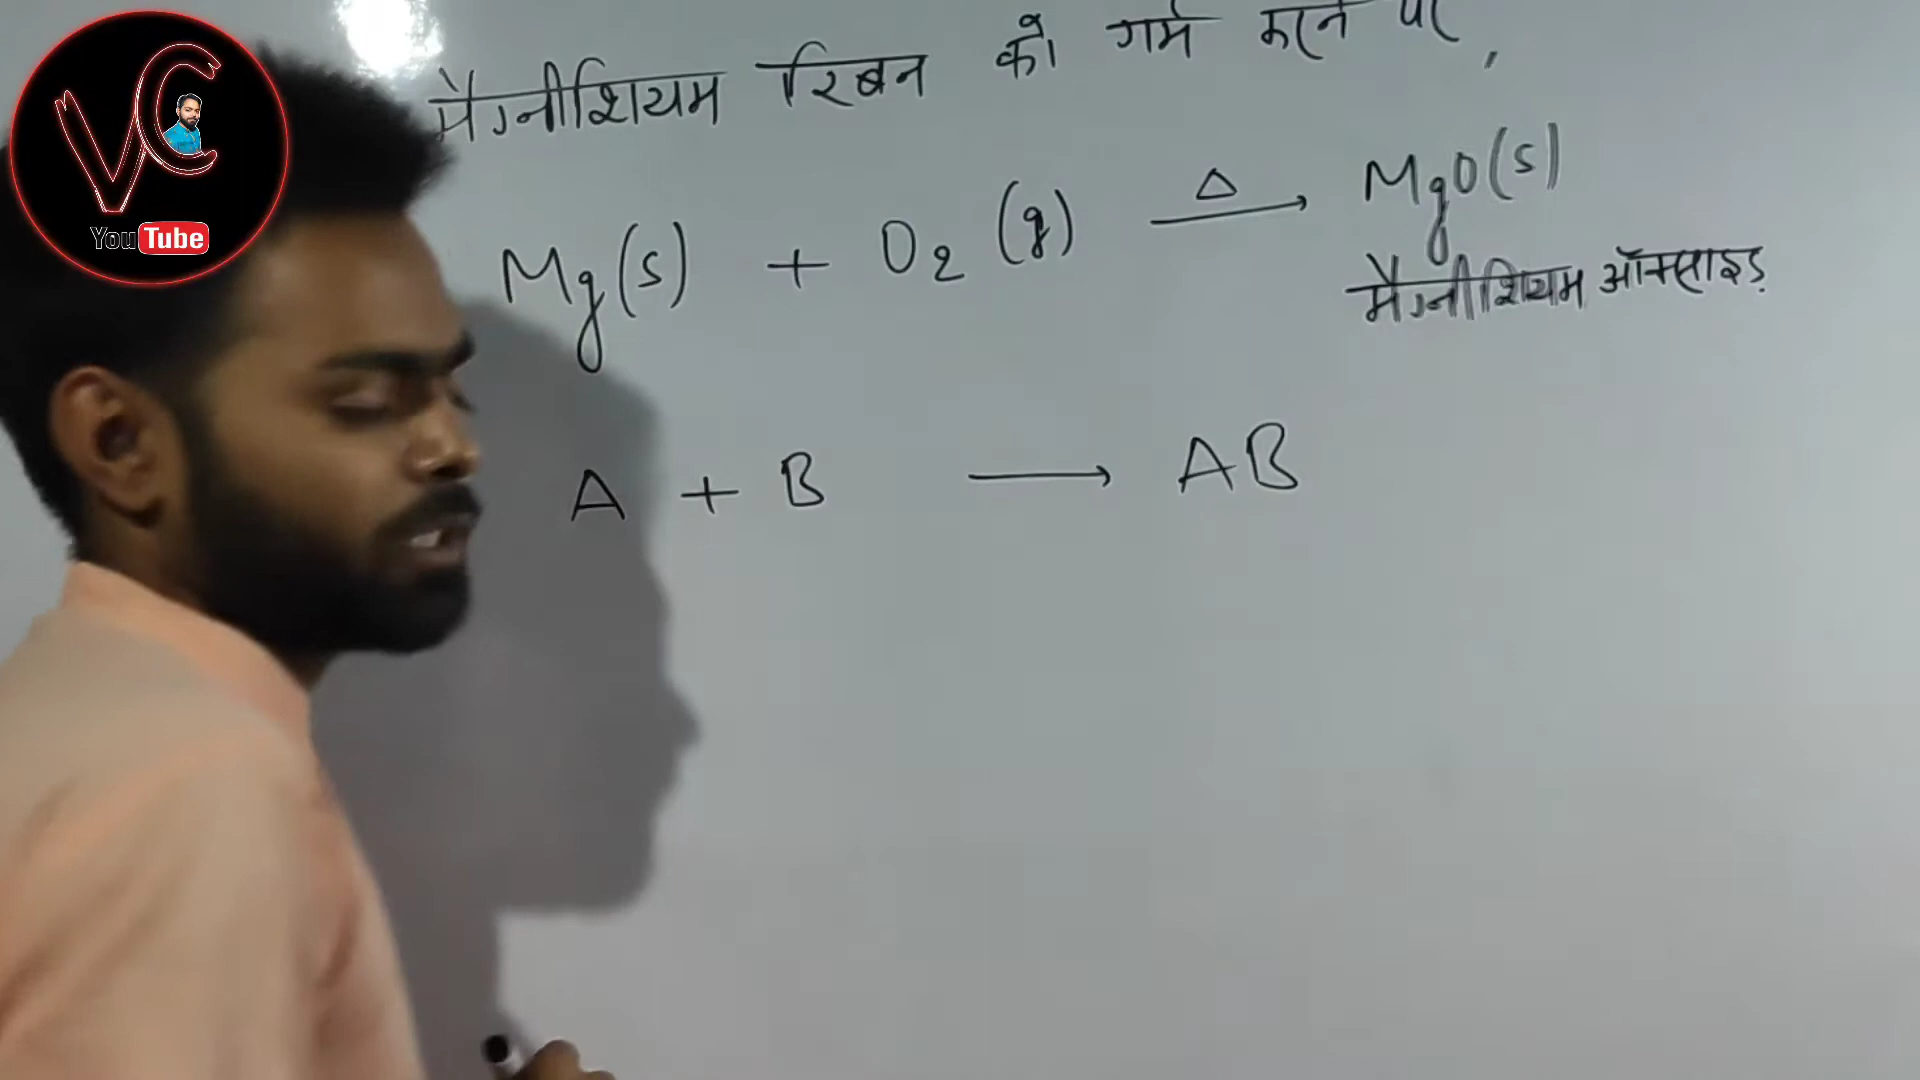 VC
YouTube
मैग्नीशियम रिबन को गर्म करने पर,
Mg(s) + O₂ (g) △→ MgO(s)
मैग्नीशियम ऑक्साइड
A + B → AB